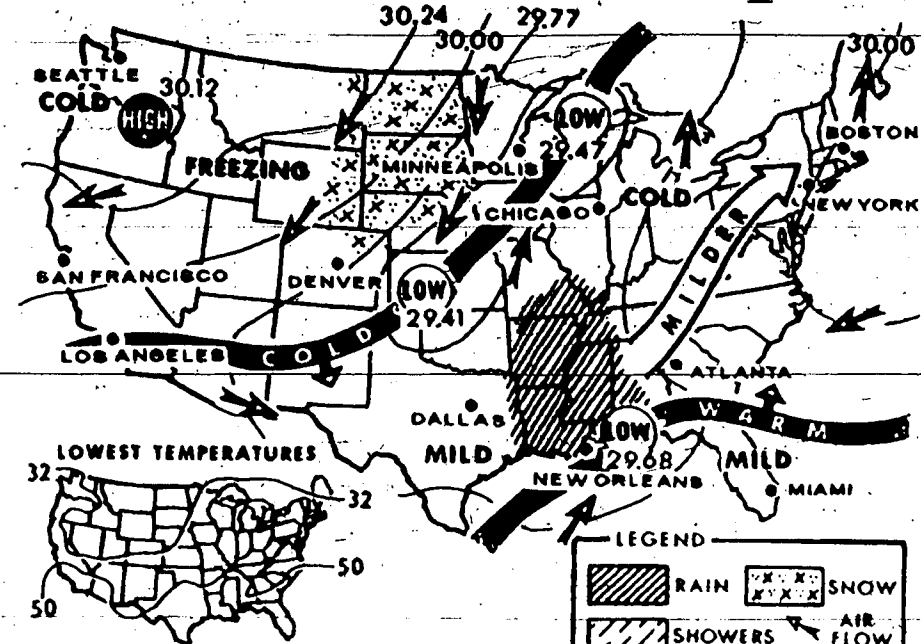 30.24
29.77
30.00
30.00
SEATTLE
COLD
30.12
HIGH
LOW
29.47
BOSTON
FREEZING
MINNEAPOLIS
COLD
CHICAGO
NEW YORK
MILDER
SAN FRANCISCO
DENVER
LOW
29.41
LOS ANGELES
COLD
ATLANTA
DALLAS
WARM
LOW
MILD
29.68
MILD
NEW ORLEANS
MIAMI
LOWEST TEMPERATURES
32
32
50
50
LEGEND
RAIN
SNOW
SHOWERS
AIR
FLOW